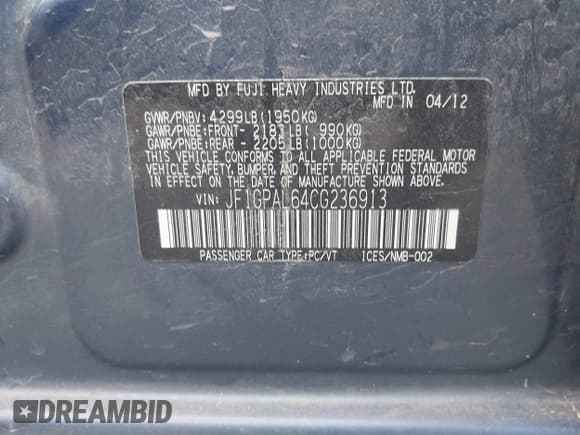 MFD BY FUJI HEAVY INDUSTRIES LTD.
MFD IN 04/12
GVWR/PNBV: 4299LB(1950KG)
GAWR/PNBE:FRONT- 2183LB( 990KG)
GAWR/PNBE:REAR - 2205LB(1000KG)
THIS VEHICLE CONFORMS TO ALL APPLICABLE FEDERAL MOTOR
VEHICLE SAFETY, BUMPER, AND THEFT PREVENTION STANDARDS
IN EFFECT ON THE DATE OF MANUFACTURE SHOWN ABOVE.
VIN: JF1GPAL64CG236913
PASSENGER CAR TYPE:PC/VT ICES/NMB-002
DREAMBID